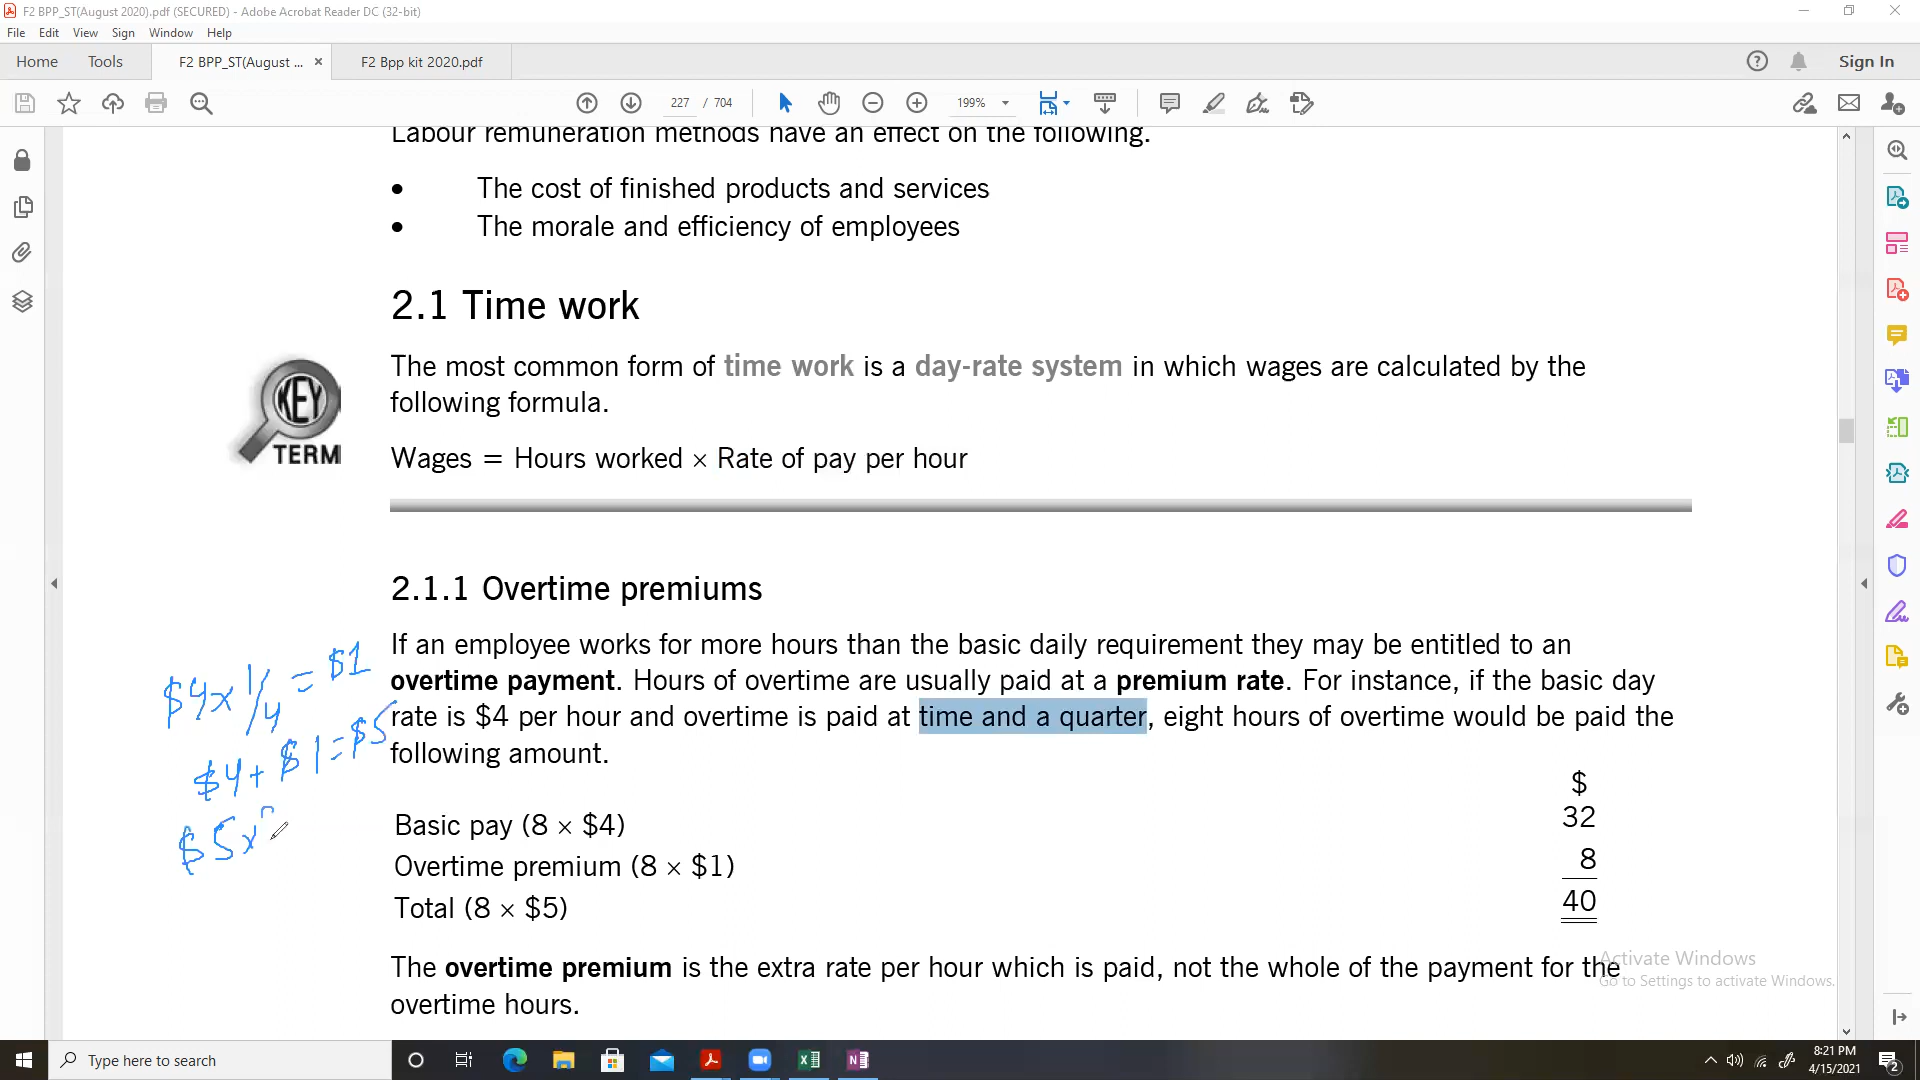 F2 BPP_ST(August 2020).pdf (SECURED) - Adobe Acrobat Reader DC (32-bit)
File Edit View Sign Window Help
Home Tools F2 BPP_ST(August ... × F2 Bpp kit 2020.pdf Sign In
227 / 704 199%
Labour remuneration methods have an effect on the following.
• The cost of finished products and services
• The morale and efficiency of employees
2.1 Time work
KEY
TERM
The most common form of time work is a day-rate system in which wages are calculated by the
following formula.
Wages = Hours worked × Rate of pay per hour
2.1.1 Overtime premiums
If an employee works for more hours than the basic daily requirement they may be entitled to an
overtime payment. Hours of overtime are usually paid at a premium rate. For instance, if the basic day
rate is $4 per hour and overtime is paid at time and a quarter, eight hours of overtime would be paid the
following amount.
$4x1/4 = $1
$4+$1=$5
$5x
$
Basic pay (8 × $4) 32
Overtime premium (8 × $1) 8
Total (8 × $5) 40
The overtime premium is the extra rate per hour which is paid, not the whole of the payment for the
overtime hours.
Activate Windows
Go to Settings to activate Windows.
Type here to search
8:21 PM
4/15/2021
2